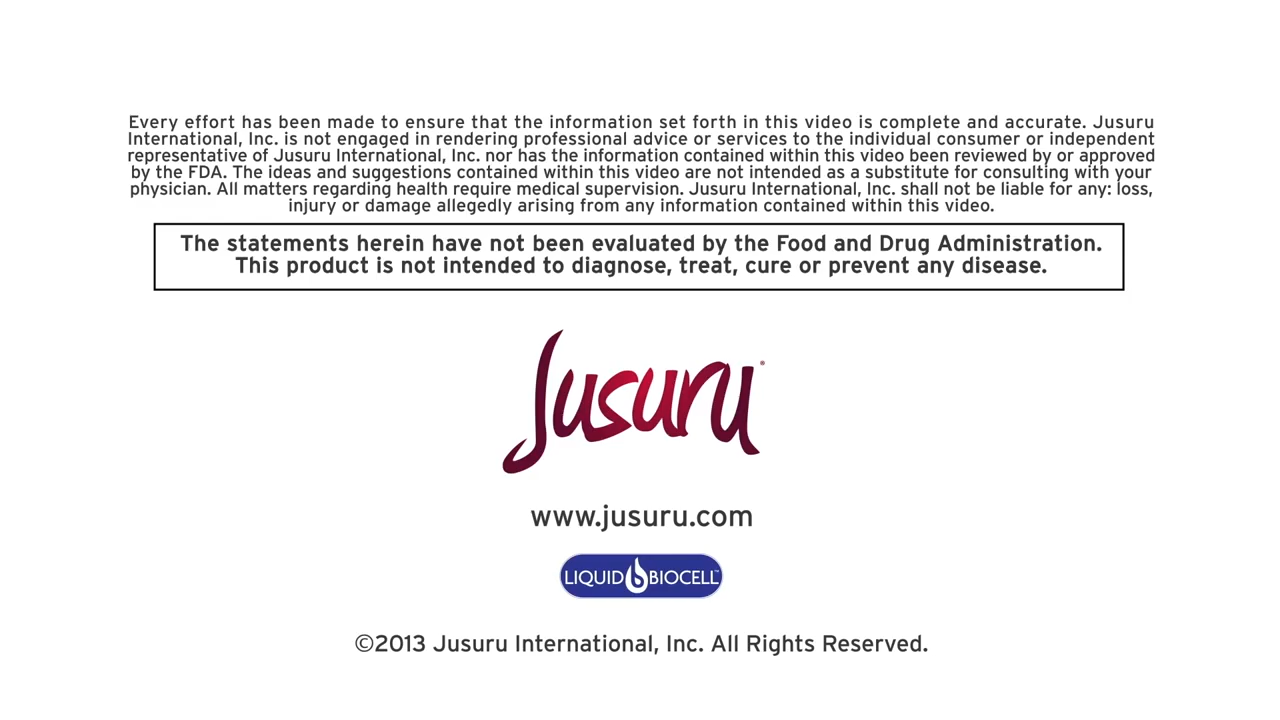 Every effort has been made to ensure that the information set forth in this video is complete and accurate. Jusuru
International, Inc. is not engaged in rendering professional advice or services to the individual consumer or independent
representative of Jusuru International, Inc. nor has the information contained within this video been reviewed by or approved
by the FDA. The ideas and suggestions contained within this video are not intended as a substitute for consulting with your
physician. All matters regarding health require medical supervision. Jusuru International, Inc. shall not be liable for any: loss,
injury or damage allegedly arising from any information contained within this video.
The statements herein have not been evaluated by the Food and Drug Administration.
This product is not intended to diagnose, treat, cure or prevent any disease.
Jusuru®
www.jusuru.com
LIQUID BIOCELL™
©2013 Jusuru International, Inc. All Rights Reserved.